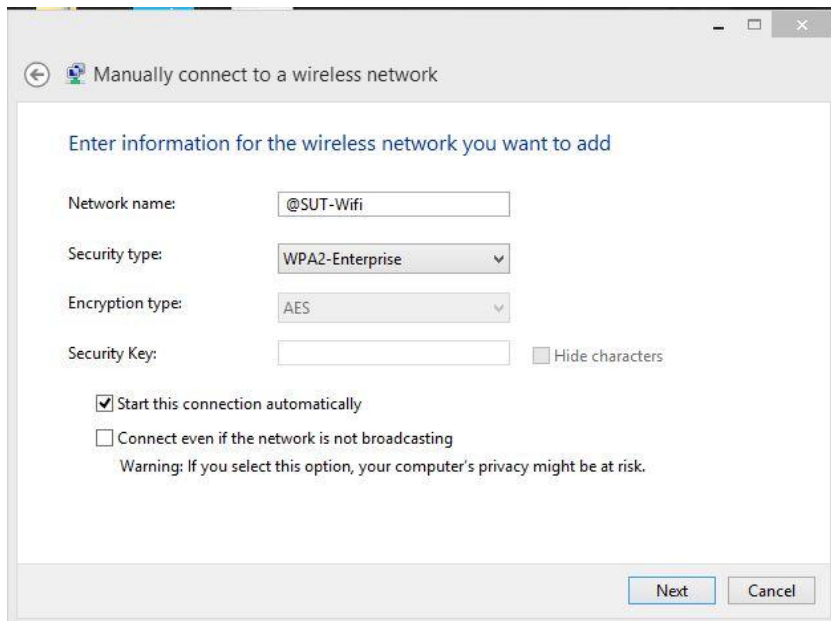 Manually connect to a wireless network
Enter information for the wireless network you want to add
Network name: @SUT-Wifi
Security type: WPA2-Enterprise
Encryption type: AES
Security Key: Hide characters
Start this connection automatically
Connect even if the network is not broadcasting
Warning: If you select this option, your computer's privacy might be at risk.
Next Cancel